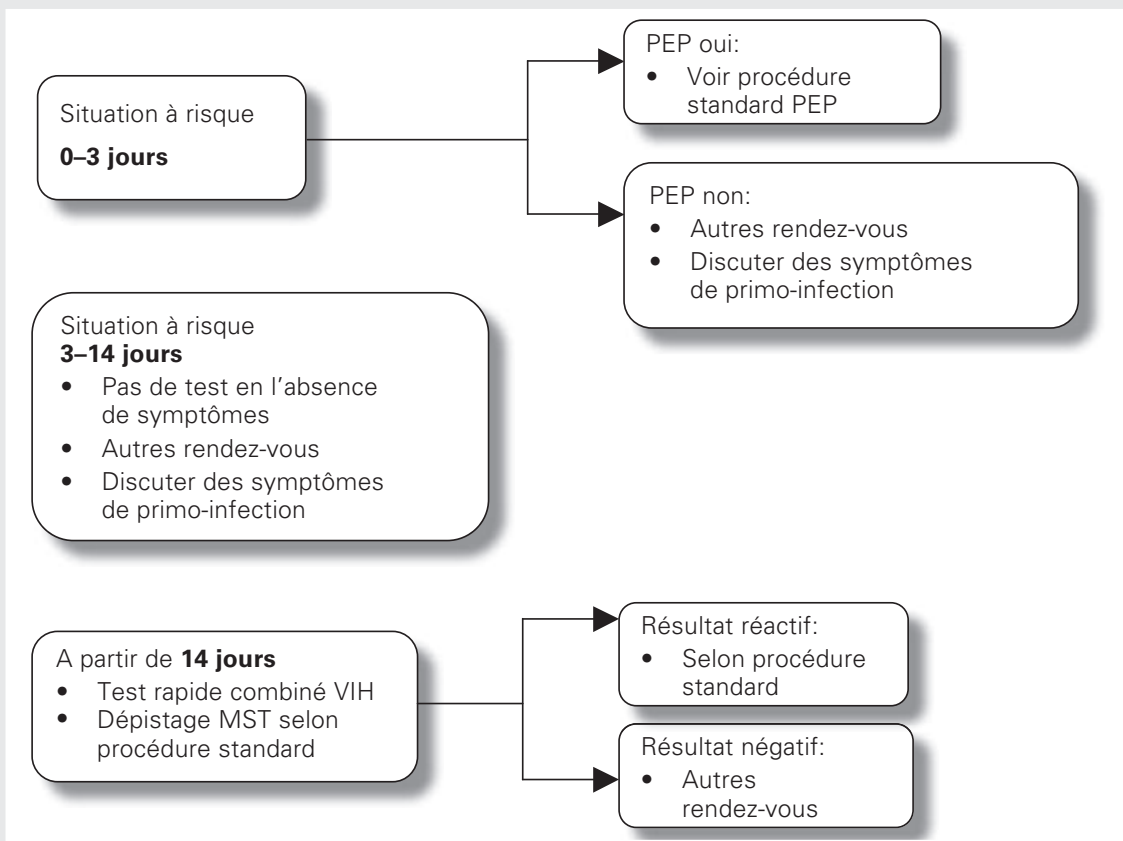 Situation à risque
0–3 jours
PEP oui:
• Voir procédure
standard PEP
PEP non:
• Autres rendez-vous
• Discuter des symptômes
de primo-infection
Situation à risque
3–14 jours
• Pas de test en l'absence
de symptômes
• Autres rendez-vous
• Discuter des symptômes
de primo-infection
A partir de 14 jours
• Test rapide combiné VIH
• Dépistage MST selon
procédure standard
Résultat réactif:
• Selon procédure
standard
Résultat négatif:
• Autres
rendez-vous